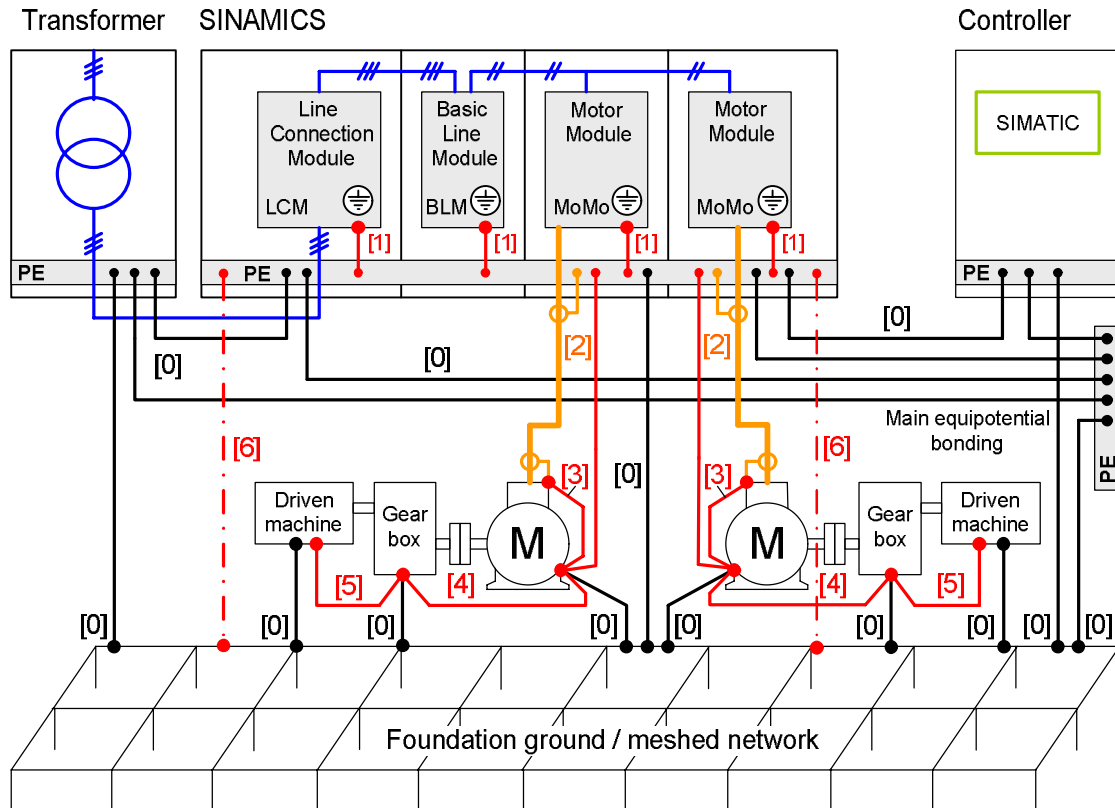 Transformer
SINAMICS
Controller
Line
Connection
Module
LCM
Basic
Line
Module
BLM
Motor
Module
MoMo
Motor
Module
MoMo
SIMATIC
[1]
[1]
[1]
[1]
PE
PE
PE
[0]
[0]
[2]
[2]
[0]
Main equipotential
bonding
PE
[6]
[3]
[0]
[3]
[6]
Driven
machine
Gear
box
M
M
Gear
box
Driven
machine
[5]
[4]
[4]
[5]
[0]
[0]
[0]
[0]
[0]
[0]
[0]
[0]
[0]
Foundation ground / meshed network